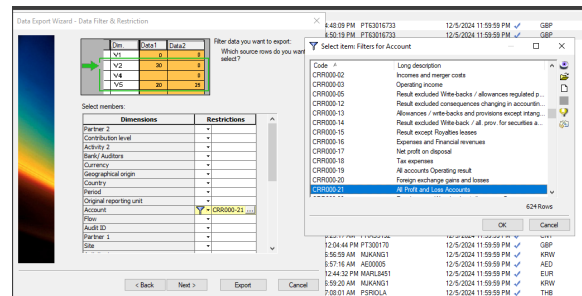 Data Export Wizard - Data Filter & Restriction
Dim. Data1 Data2
V1 0 0
V2 30 0
V4 0
V5 20 25
Filter data you want to export:
Which source rows do you want
select?
Select members:
Dimensions Restrictions
Partner 2
Contribution level
Activity 2
Bank/ Auditors
Currency
Geographical origin
Country
Period
Original reporting unit
Account CRR000-21 ...
Flow
Audit ID
Partner 1
Site
< Back Next > Export Cancel
4:48:09 PM PT63016733 12/5/2024 11:59:59 PM GBP
4:50:19 PM PT63016733 12/5/2024 11:59:59 PM GBP
Select item: Filters for Account
Code Long description
CRR000-02 Incomes and merger costs
CRR000-03 Operating income
CRR000-05 Result excluded Write-backs / allowances regulated p...
CRR000-12 Result excluded consequences changing in accountin...
CRR000-13 Allowances / write-backs and provisions except intang...
CRR000-14 Result excluded Write-back / all. prov. for securities a...
CRR000-15 Result except Royalties leases
CRR000-16 Expenses and Financial revenues
CRR000-17 Net profit on disposal
CRR000-18 Tax expenses
CRR000-19 All accounts Operating result
CRR000-20 Foreign exchange gains and losses
CRR000-21 All Profit and Loss Accounts
624 Rows
OK Cancel
12:04:44 PM PT300170 12/5/2024 11:59:59 PM GBP
5:56:59 AM MJKANG1 12/5/2024 11:59:59 PM KRW
6:57:16 AM AE00005 12/5/2024 11:59:59 PM AED
12:44:32 PM MARL8451 12/5/2024 11:59:59 PM EUR
6:59:20 AM MJKANG1 12/5/2024 11:59:59 PM KRW
7:08:01 AM PSRIOLA 12/5/2024 11:59:59 PM THB